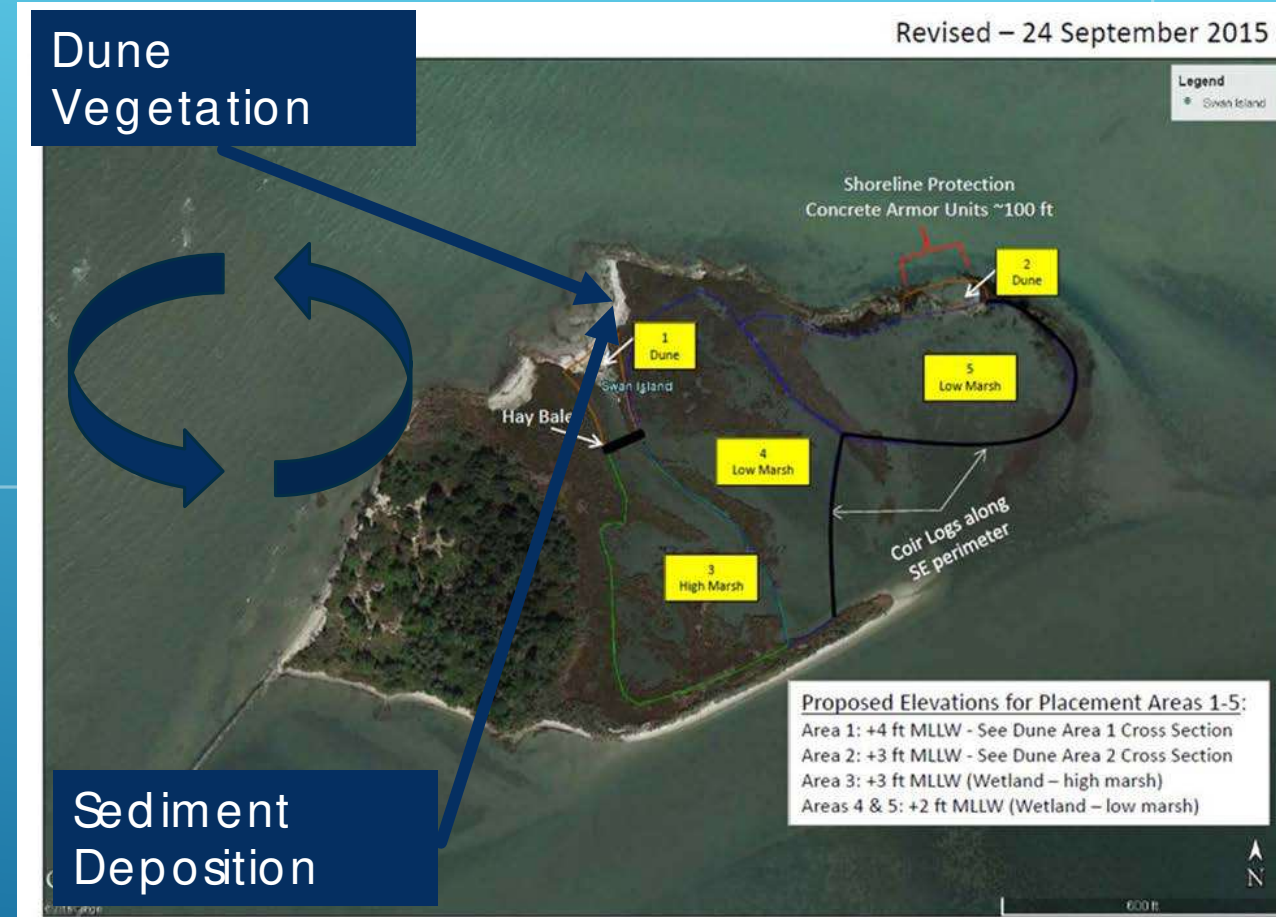 Dune
Vegetation
Revised – 24 September 2015
Legend
Swan Island
Shoreline Protection
Concrete Armor Units ~100 ft
2
Dune
1
Dune
Swan Island
5
Low Marsh
Hay Bale
4
Low Marsh
Coir Logs along
SE perimeter
3
High Marsh
Proposed Elevations for Placement Areas 1-5:
Area 1: +4 ft MLLW - See Dune Area 1 Cross Section
Area 2: +3 ft MLLW - See Dune Area 2 Cross Section
Area 3: +3 ft MLLW (Wetland – high marsh)
Areas 4 & 5: +2 ft MLLW (Wetland – low marsh)
Sediment
Deposition
N
600 ft